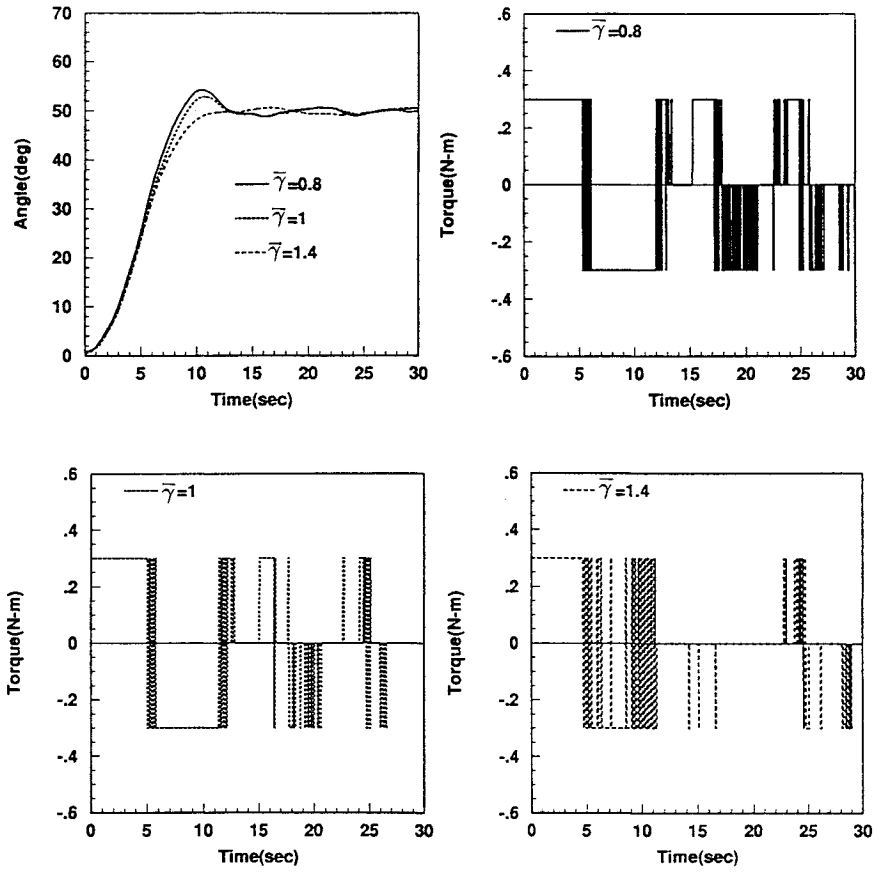 70
60
50
40
30
20
10
0
Angle(deg)
γ̅=0.8
γ̅=1
γ̅=1.4
0 5 10 15 20 25 30
Time(sec)
γ̅=0.8
.6
.4
.2
0
-.2
-.4
-.6
Torque(N-m)
0 5 10 15 20 25 30
Time(sec)
γ̅=1
.6
.4
.2
0
-.2
-.4
-.6
Torque(N-m)
0 5 10 15 20 25 30
Time(sec)
γ̅=1.4
.6
.4
.2
0
-.2
-.4
-.6
Torque(N-m)
0 5 10 15 20 25 30
Time(sec)